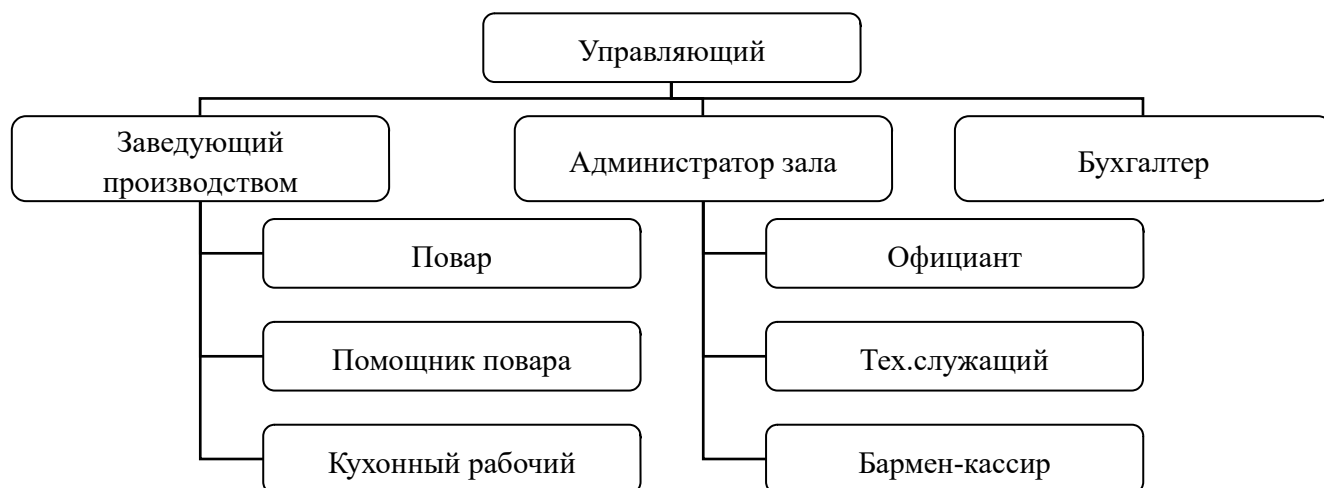 Управляющий
Заведующий
производством
Администратор зала
Бухгалтер
Повар
Официант
Помощник повара
Тех.служащий
Кухонный рабочий
Бармен-кассир